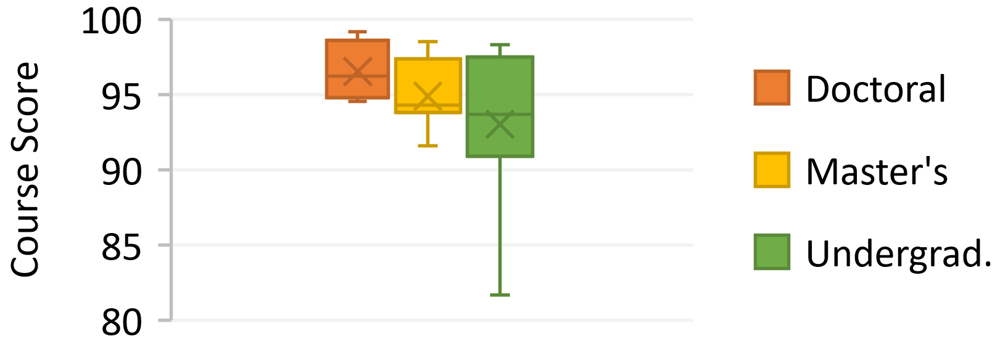 Course Score
100
95
90
85
80
Doctoral
Master's
Undergrad.